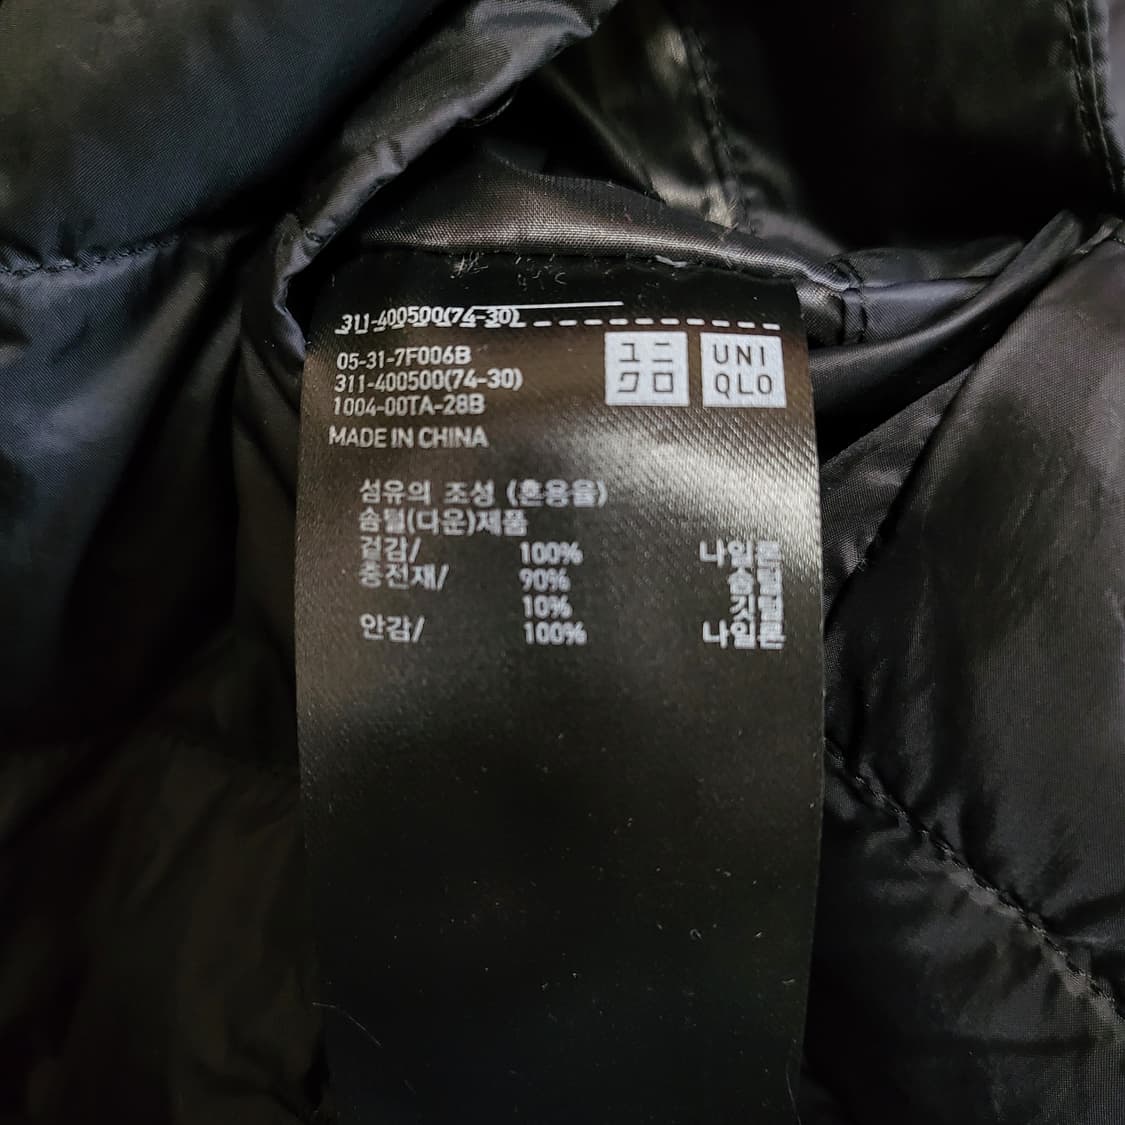 311-400500(74-30)
05-31-7F006B
311-400500(74-30)
1004-00TA-28B
MADE IN CHINA
ユニ
クロ
UNI
QLO
섬유의 조성 (혼용율)
솜털(다운)제품
겉감/ 100% 나일론
충전재/ 90% 솜털
10% 깃털
안감/ 100% 나일론